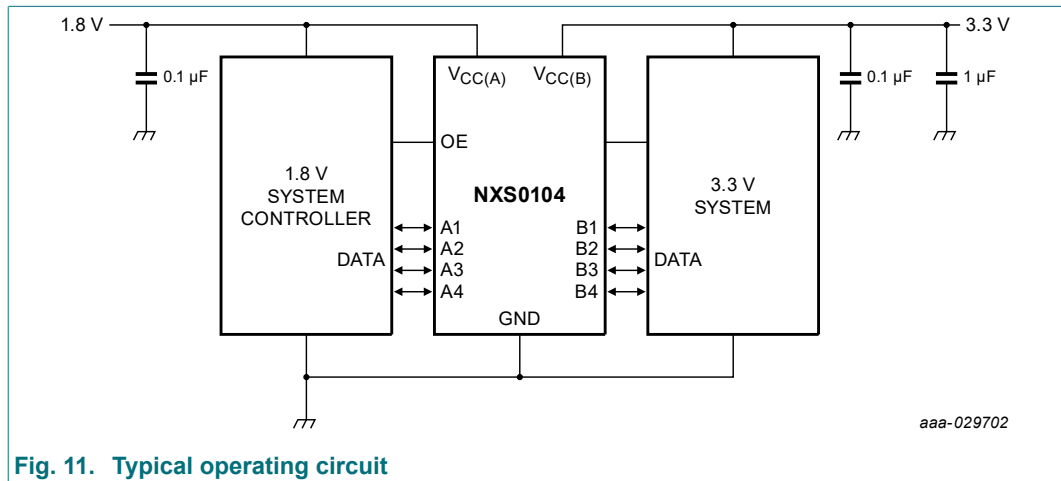 1.8 V
3.3 V
0.1 µF
VCC(A)
VCC(B)
0.1 µF
1 µF
OE
1.8 V
SYSTEM
CONTROLLER
NXS0104
3.3 V
SYSTEM
DATA
A1
A2
A3
A4
B1
B2
B3
B4
DATA
GND
aaa-029702
Fig. 11. Typical operating circuit